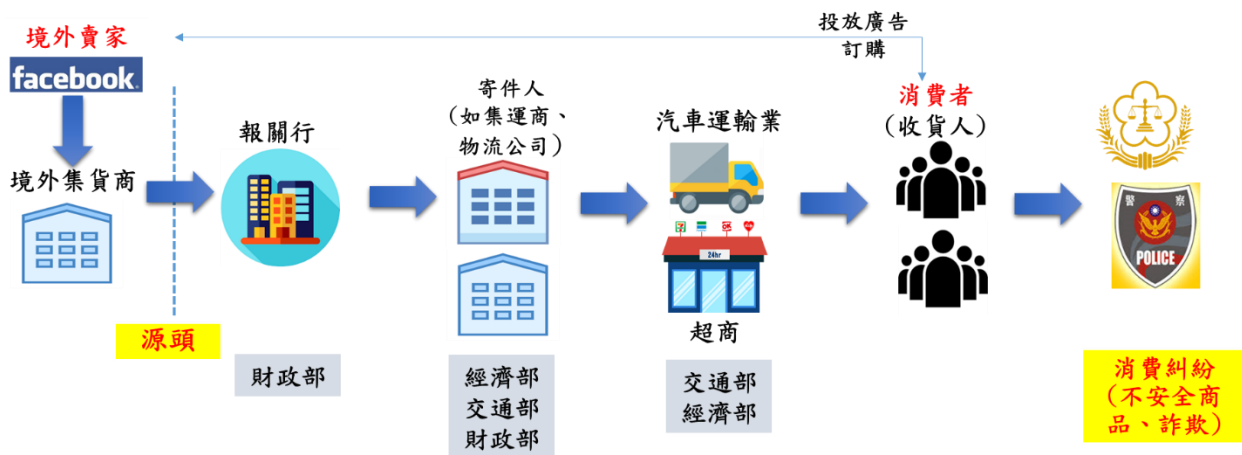 境外賣家
facebook.
境外集貨商
源頭
報關行
財政部
寄件人
(如集運商、
物流公司)
經濟部
交通部
財政部
投放廣告
訂購
汽車運輸業
24hr
超商
交通部
經濟部
消費者
(收貨人)
警 察
POLICE
消費糾紛
(不安全商
品、詐欺)